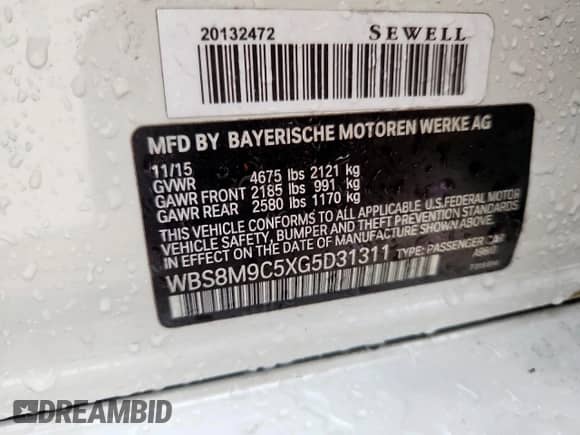 20132472
SEWELL
MFD BY BAYERISCHE MOTOREN WERKE AG
11/15
GVWR 4675 lbs 2121 kg
GAWR FRONT 2185 lbs 991 kg
GAWR REAR 2580 lbs 1170 kg
THIS VEHICLE CONFORMS TO ALL APPLICABLE U.S. FEDERAL MOTOR
VEHICLE SAFETY, BUMPER, AND THEFT PREVENTION STANDARDS
IN EFFECT ON THE DATE OF MANUFACTURE SHOWN ABOVE.
WBS8M9C5XG5D31311 TYPE: PASSENGER CAR
DREAMBID